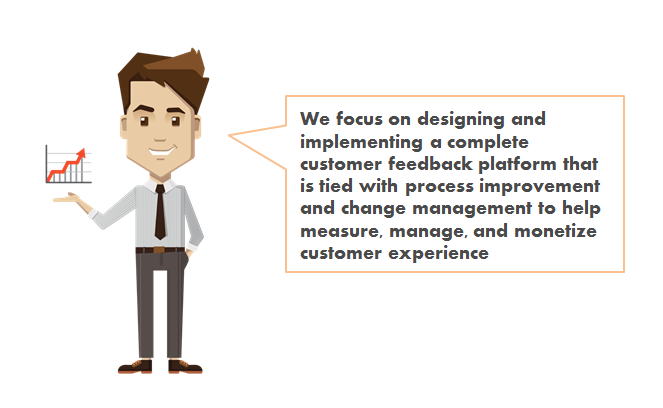 We focus on designing and
implementing a complete
customer feedback platform that
is tied with process improvement
and change management to help
measure, manage, and monetize
customer experience